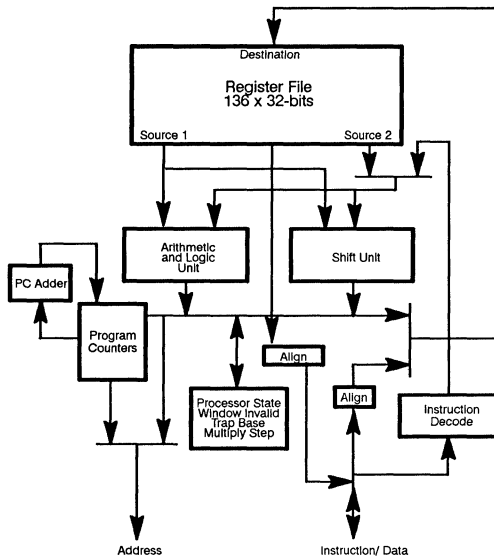 Destination
Register File
136 x 32-bits
Source 1
Source 2
Arithmetic
and Logic
Unit
Shift Unit
PC Adder
Program
Counters
Align
Processor State
Window Invalid
Trap Base
Multiply Step
Align
Instruction
Decode
Address
Instruction/ Data